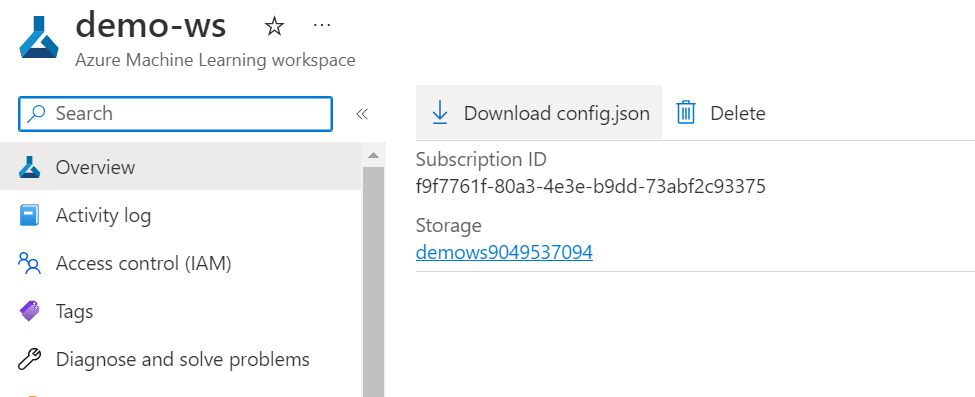 demo-ws
Azure Machine Learning workspace
Search
Overview
Activity log
Access control (IAM)
Tags
Diagnose and solve problems
Download config.json
Delete
Subscription ID
f9f7761f-80a3-4e3e-b9dd-73abf2c93375
Storage
demows9049537094